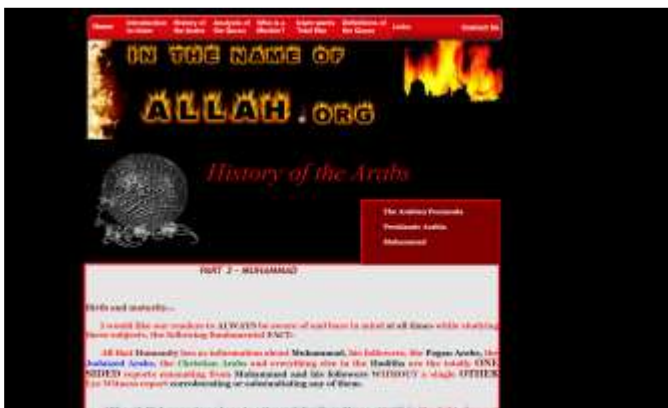 Home Introduction to Islam History of the Arabs Analysis of the Quran Who is a Muslim? Islam wants Total War Definitions of the Quran Links Contact Us
IN THE NAME OF
ALLAH.ORG
History of the Arabs
The Arabian Peninsula
PreIslamic Arabia
Muhammad
PART 3 - MUHAMMAD
Birth and maturity...
I would like our readers to ALWAYS be aware of and bear in mind at all times while studying
these subjects, the following fundamental FACT:
All that Humanity has as information about Muhammad, his followers, the Pagan Arabs, the
Judaized Arabs, the Christian Arabs and everything else in the Hadiths are the totally ONE
SIDED reports emanating from Muhammad and his followers WITHOUT a single OTHER
Eye Witness report corroborating or substantiating any of them.